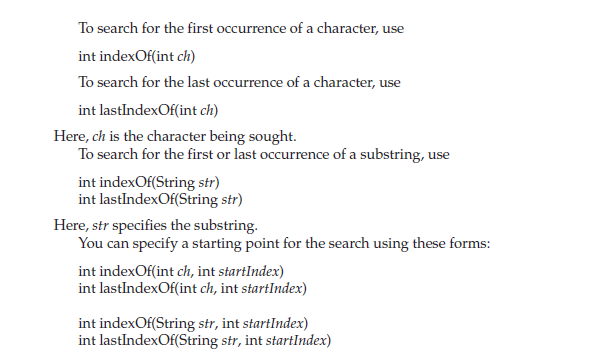 To search for the first occurrence of a character, use
int indexOf(int ch)
To search for the last occurrence of a character, use
int lastIndexOf(int ch)
Here, ch is the character being sought.
To search for the first or last occurrence of a substring, use
int indexOf(String str)
int lastIndexOf(String str)
Here, str specifies the substring.
You can specify a starting point for the search using these forms:
int indexOf(int ch, int startIndex)
int lastIndexOf(int ch, int startIndex)
int indexOf(String str, int startIndex)
int lastIndexOf(String str, int startIndex)